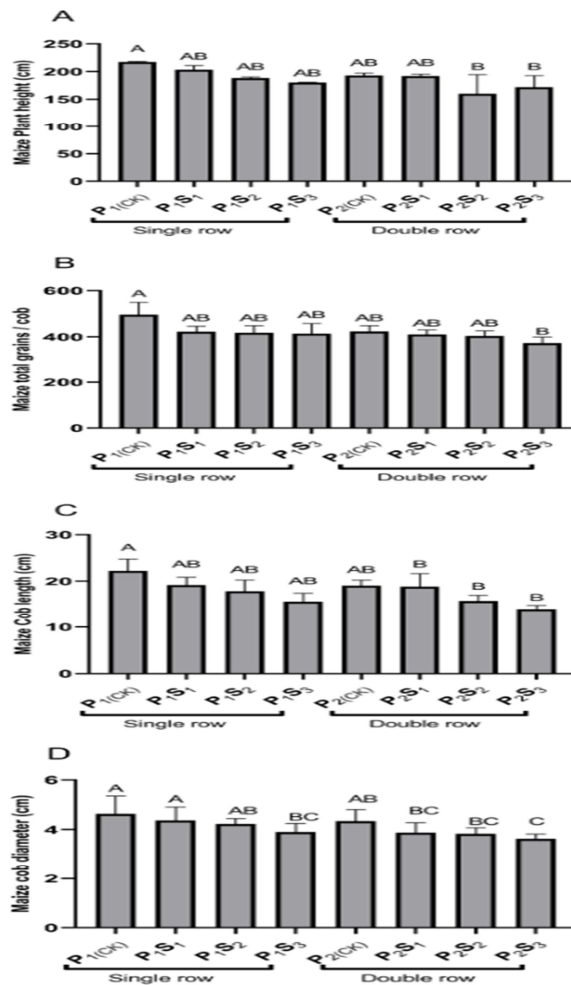 A
Maize Plant height (cm)
250
200
150
100
50
0
A AB AB AB AB AB B B
P1(CK) P1S1 P1S2 P1S3 P2(CK) P2S1 P2S2 P2S3
Single row Double row
B
Maize total grains / cob
600
400
200
0
A AB AB AB AB AB AB B
P1(CK) P1S1 P1S2 P1S3 P2(CK) P2S1 P2S2 P2S3
Single row Double row
C
Maize Cob length (cm)
30
20
10
0
A AB AB AB AB B B B
P1(CK) P1S1 P1S2 P1S3 P2(CK) P2S1 P2S2 P2S3
Single row Double row
D
Maize cob diameter (cm)
6
4
2
0
A A AB BC AB BC BC C
P1(CK) P1S1 P1S2 P1S3 P2(CK) P2S1 P2S2 P2S3
Single row Double row